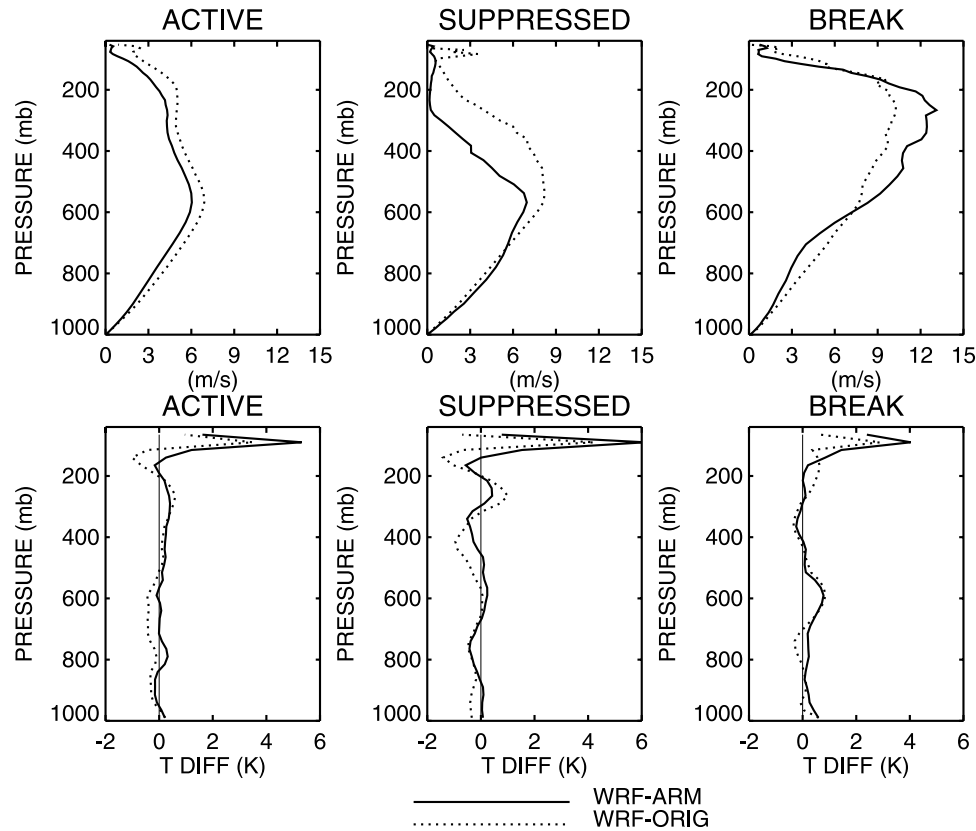 ACTIVE SUPPRESSED BREAK
PRESSURE (mb) PRESSURE (mb) PRESSURE (mb)
200 200 200
400 400 400
600 600 600
800 800 800
1000 1000 1000
0 3 6 9 12 15 0 3 6 9 12 15 0 3 6 9 12 15
(m/s) (m/s) (m/s)
ACTIVE SUPPRESSED BREAK
PRESSURE (mb) PRESSURE (mb) PRESSURE (mb)
200 200 200
400 400 400
600 600 600
800 800 800
1000 1000 1000
-2 0 2 4 6 -2 0 2 4 6 -2 0 2 4 6
T DIFF (K) T DIFF (K) T DIFF (K)
WRF-ARM
WRF-ORIG